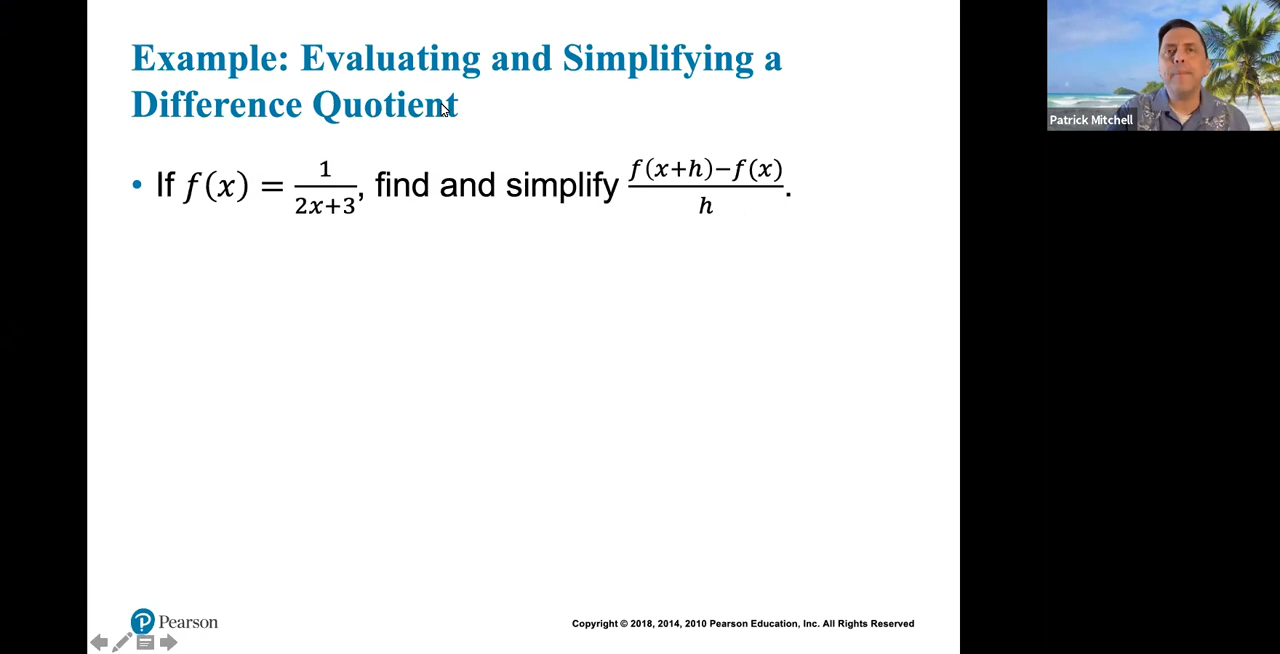 Example: Evaluating and Simplifying a
Difference Quotient
• If f(x) = 1/(2x+3), find and simplify (f(x+h)−f(x))/h.
Patrick Mitchell
P Pearson
Copyright © 2018, 2014, 2010 Pearson Education, Inc. All Rights Reserved